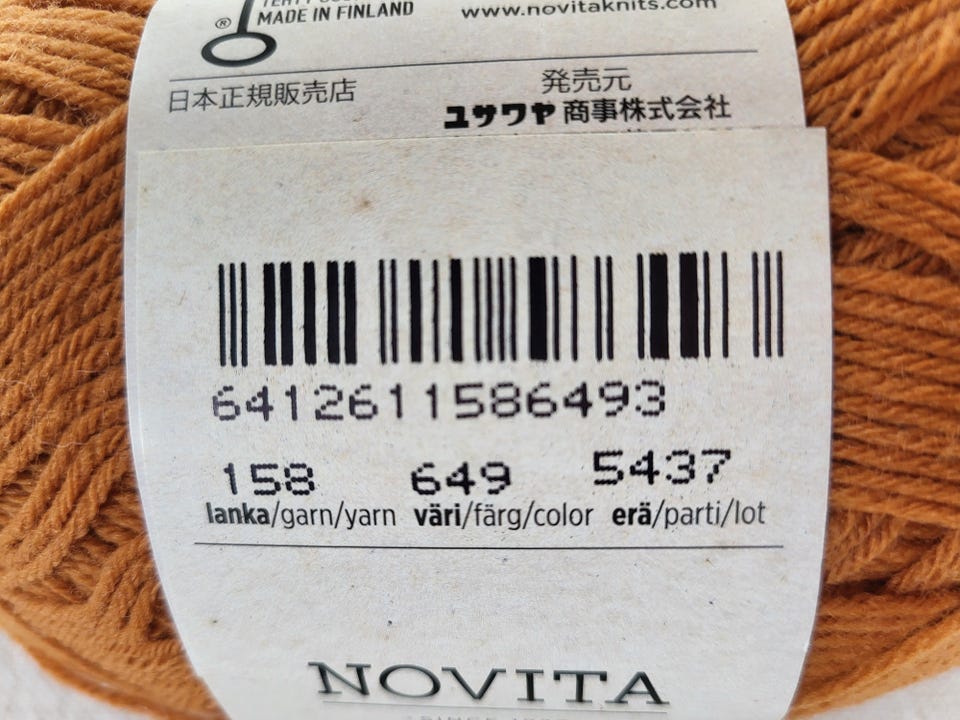 MADE IN FINLAND
www.novitaknits.com
®
日本正規販売店
発売元
ユザワヤ商事株式会社
6412611586493
158 649 5437
lanka/garn/yarn väri/färg/color erä/parti/lot
NOVITA